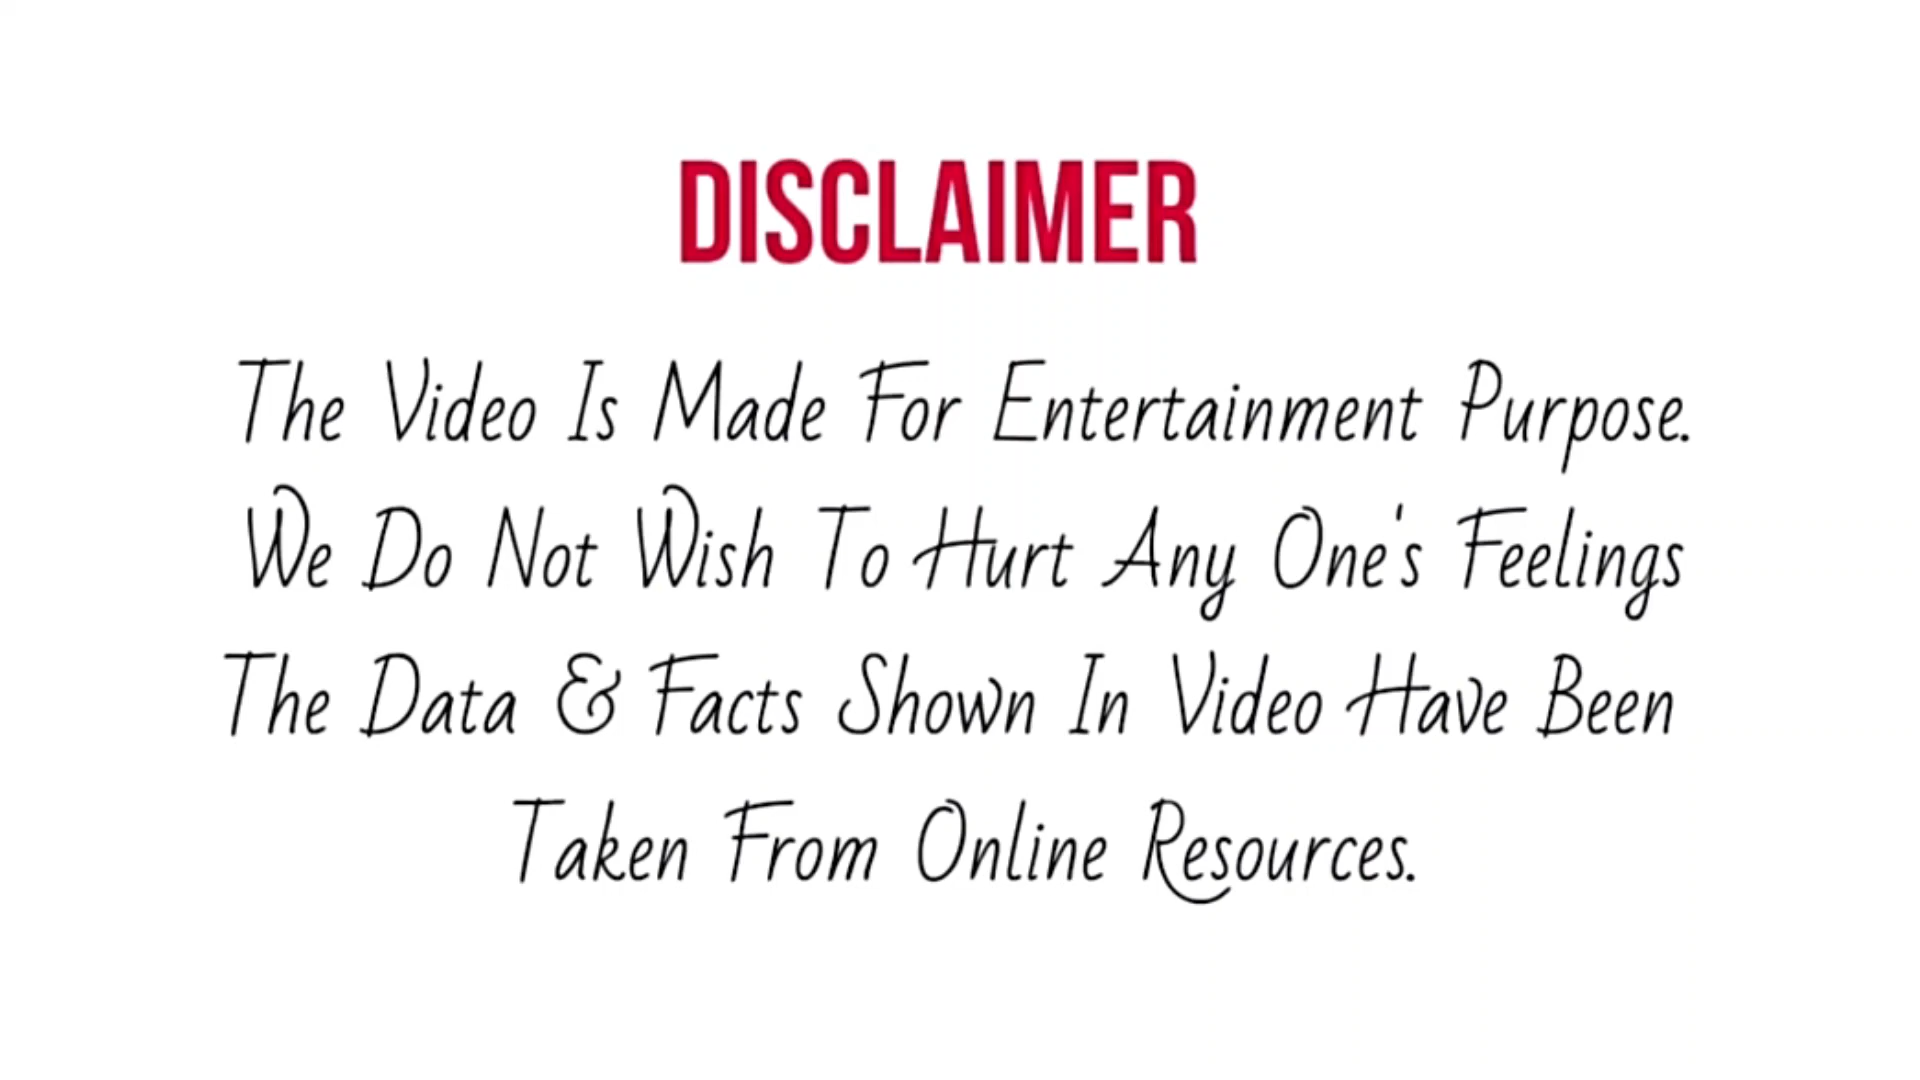 DISCLAIMER
The Video Is Made For Entertainment Purpose.
We Do Not Wish To Hurt Any One's Feelings
The Data & Facts Shown In Video Have Been
Taken From Online Resources.